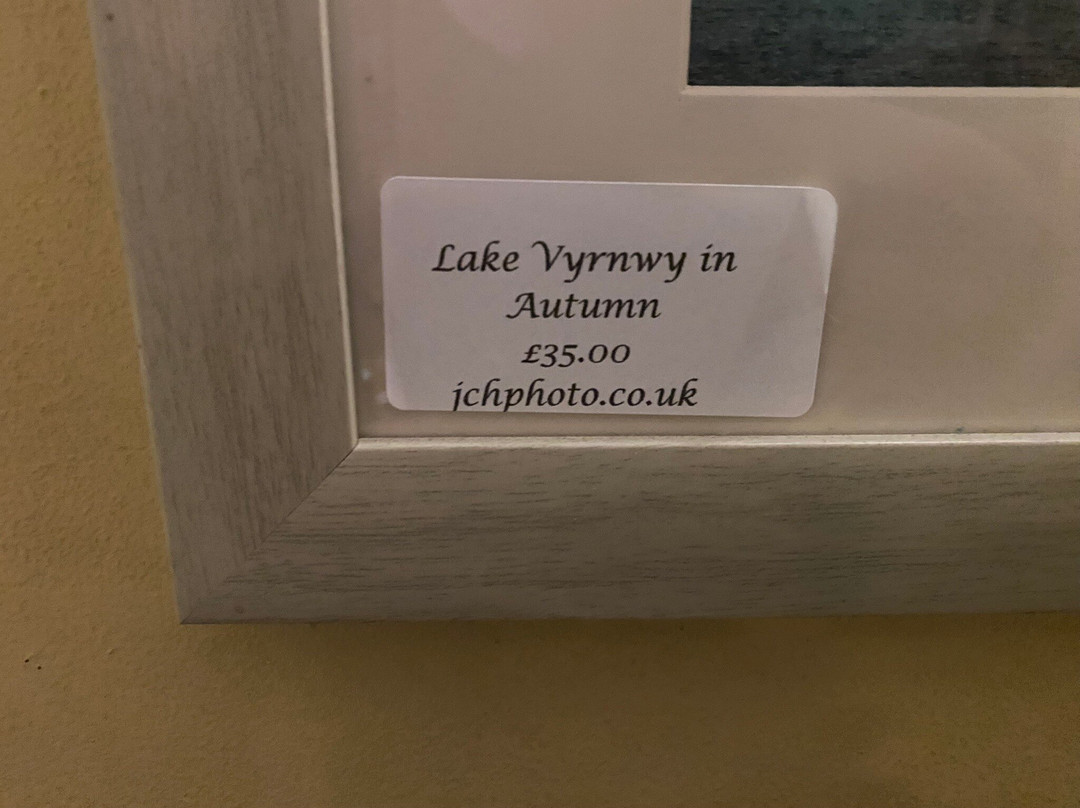 Lake Vyrnwy in
Autumn
£35.00
jchphoto.co.uk